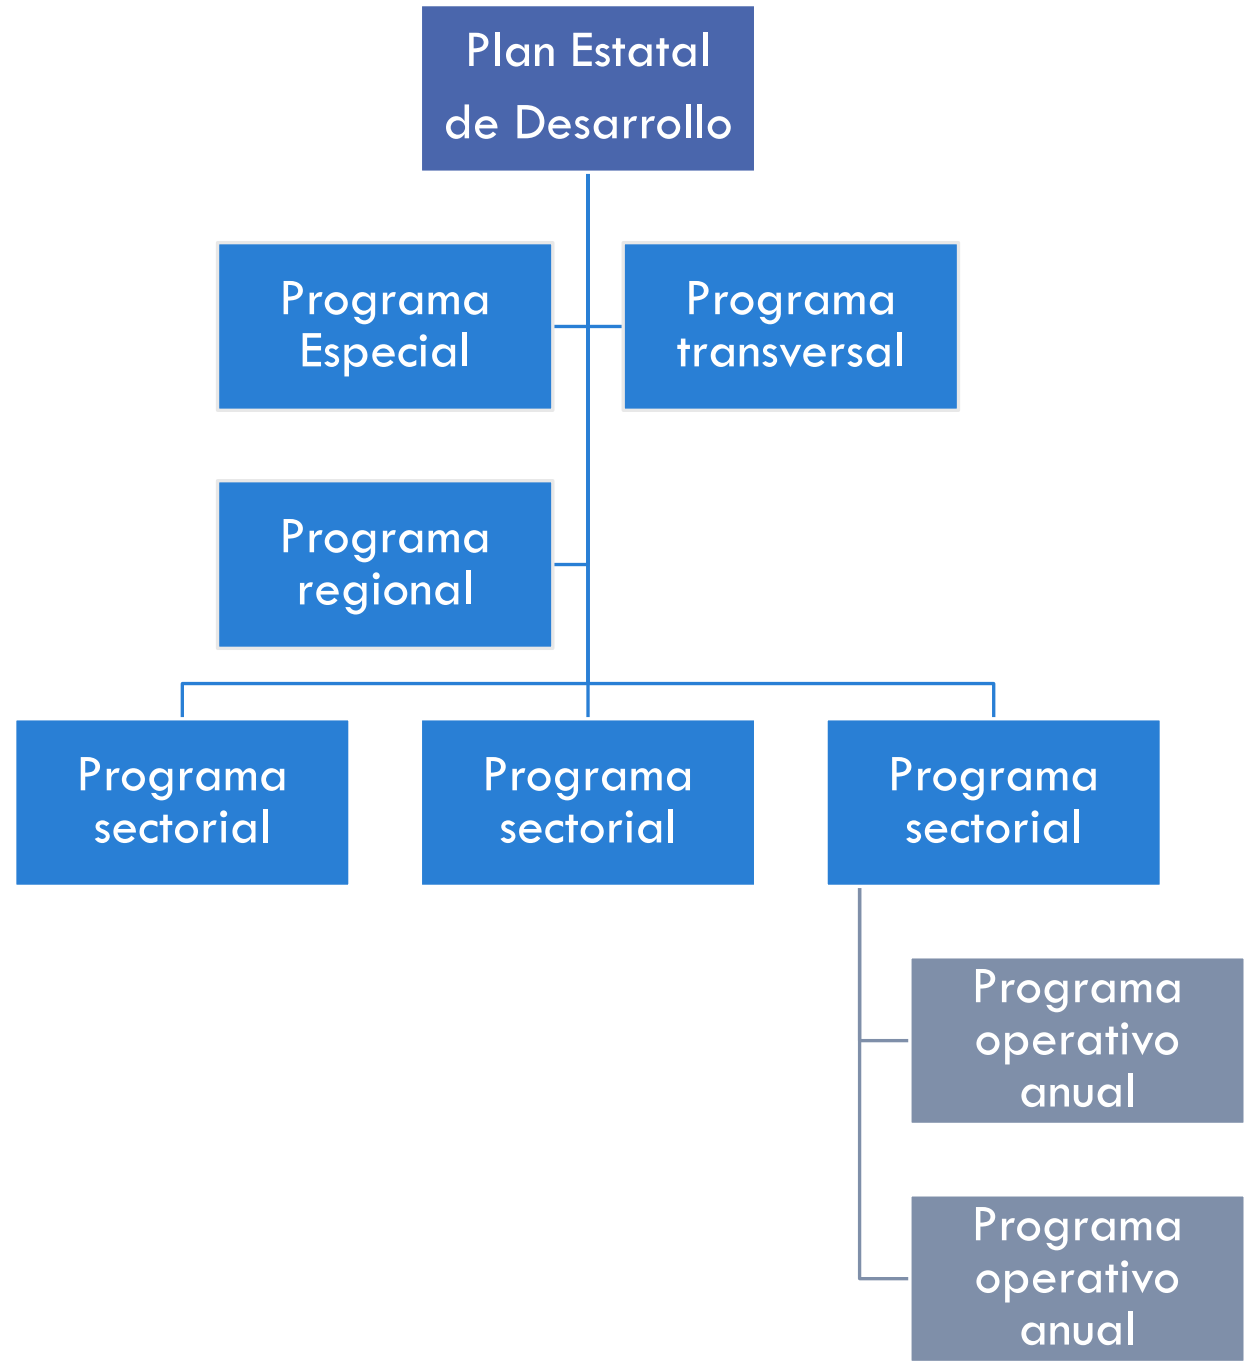 Plan Estatal
de Desarrollo
Programa
Especial
Programa
transversal
Programa
regional
Programa
sectorial
Programa
sectorial
Programa
sectorial
Programa
operativo
anual
Programa
operativo
anual